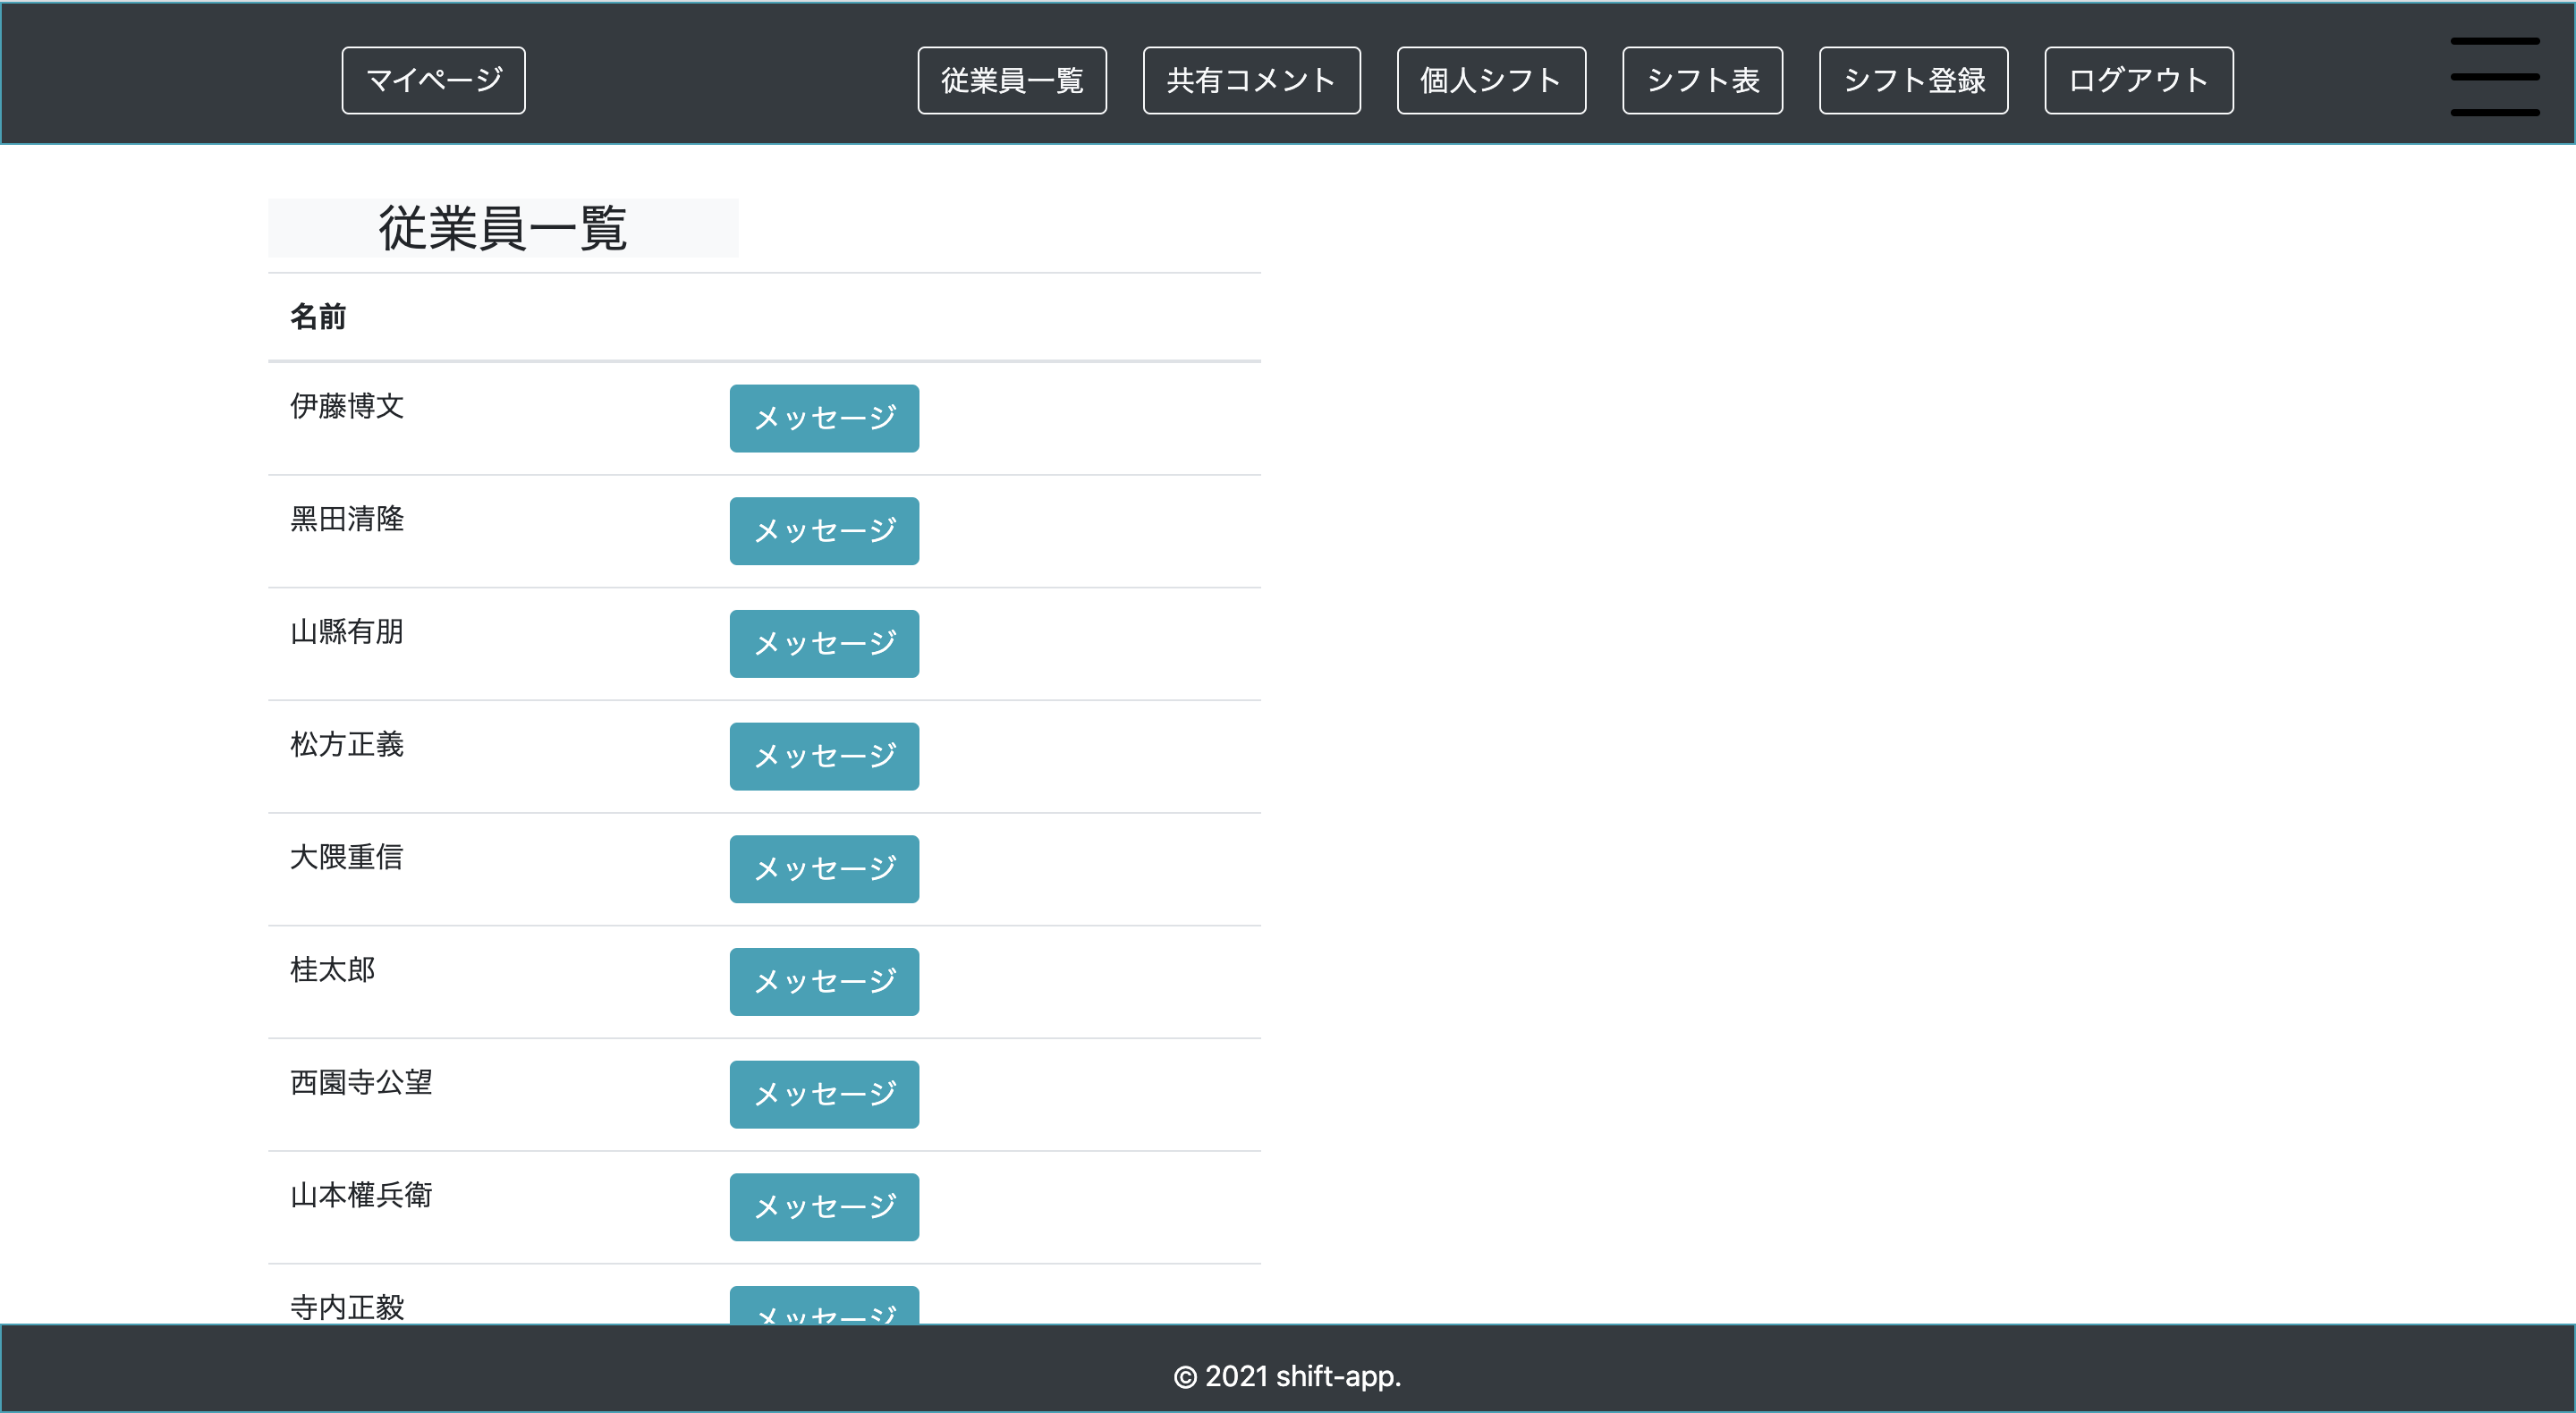 マイページ 従業員一覧 共有コメント 個人シフト シフト表 シフト登録 ログアウト
従業員一覧
名前
伊藤博文 メッセージ
黒田清隆 メッセージ
山縣有朋 メッセージ
松方正義 メッセージ
大隈重信 メッセージ
桂太郎 メッセージ
西園寺公望 メッセージ
山本權兵衛 メッセージ
寺内正毅 メッセージ
© 2021 shift-app.